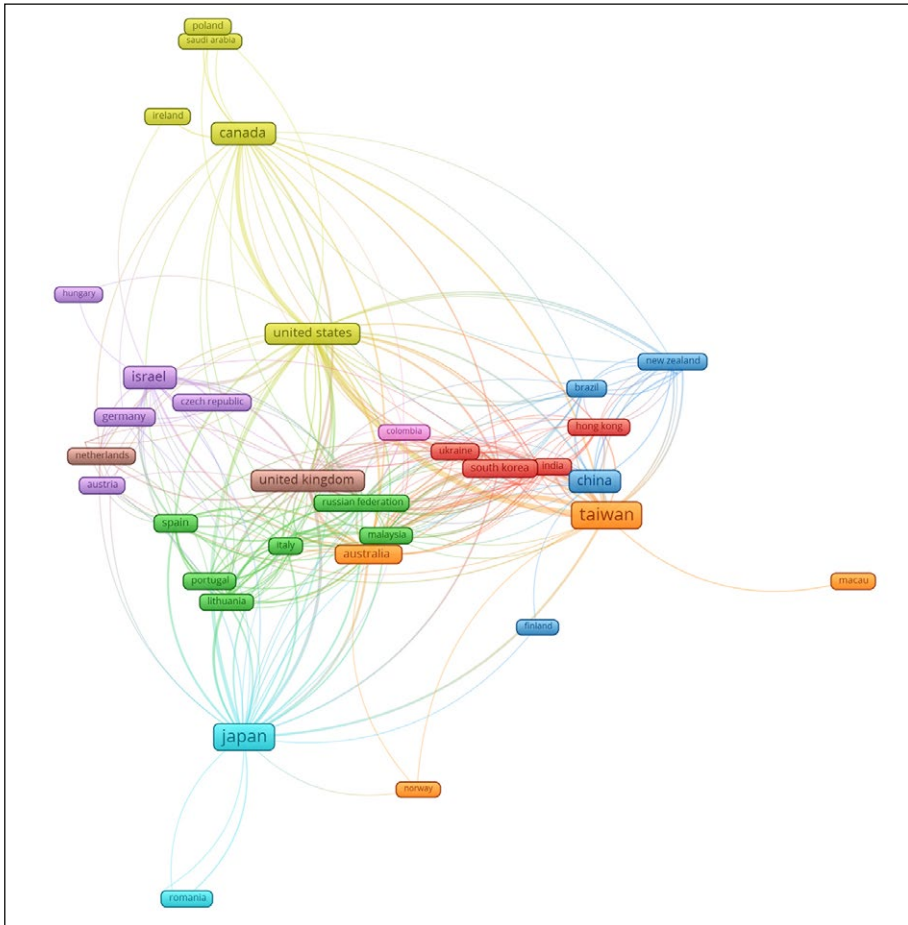 poland
saudi arabia
ireland
canada
hungary
united states
new zealand
israel
brazil
czech republic
germany
hong kong
colombia
ukraine
netherlands
south korea
india
united kingdom
china
austria
russian federation
taiwan
spain
malaysia
italy
australia
portugal
macau
lithuania
finland
japan
norway
romania